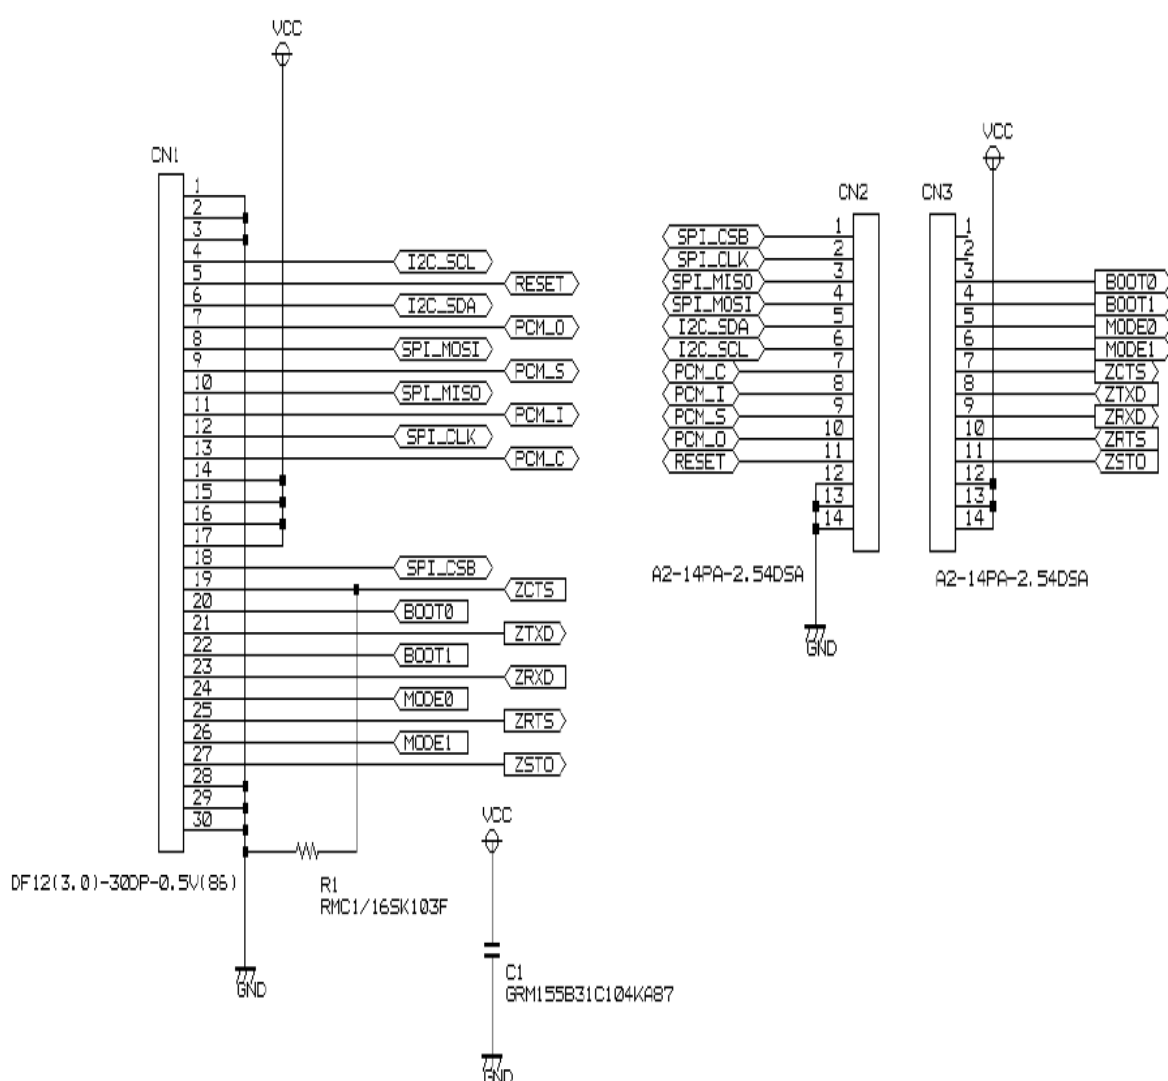 VCC
CN1
1
2
3
4 I2C_SCL
5 RESET
6 I2C_SDA
7 PCM_O
8 SPI_MOSI
9 PCM_S
10 SPI_MISO
11 PCM_I
12 SPI_CLK
13 PCM_C
14
15
16
17
18 SPI_CSB
19 ZCTS
20 BOOT0
21 ZTXD
22 BOOT1
23 ZRXD
24 MODE0
25 ZRTS
26 MODE1
27 ZSTO
28
29
30
DF12(3.0)-30DP-0.5V(86)
R1
RMC1/16SK103F
GND
VCC
C1
GRM155B31C104KA87
GND
CN2
SPI_CSB 1
SPI_CLK 2
SPI_MISO 3
SPI_MOSI 4
I2C_SDA 5
I2C_SCL 6
PCM_C 7
PCM_I 8
PCM_S 9
PCM_O 10
RESET 11
12
13
14
A2-14PA-2.54DSA
GND
VCC
CN3
1
2
3 BOOT0
4 BOOT1
5 MODE0
6 MODE1
7 ZCTS
8 ZTXD
9 ZRXD
10 ZRTS
11 ZSTO
12
13
14
A2-14PA-2.54DSA